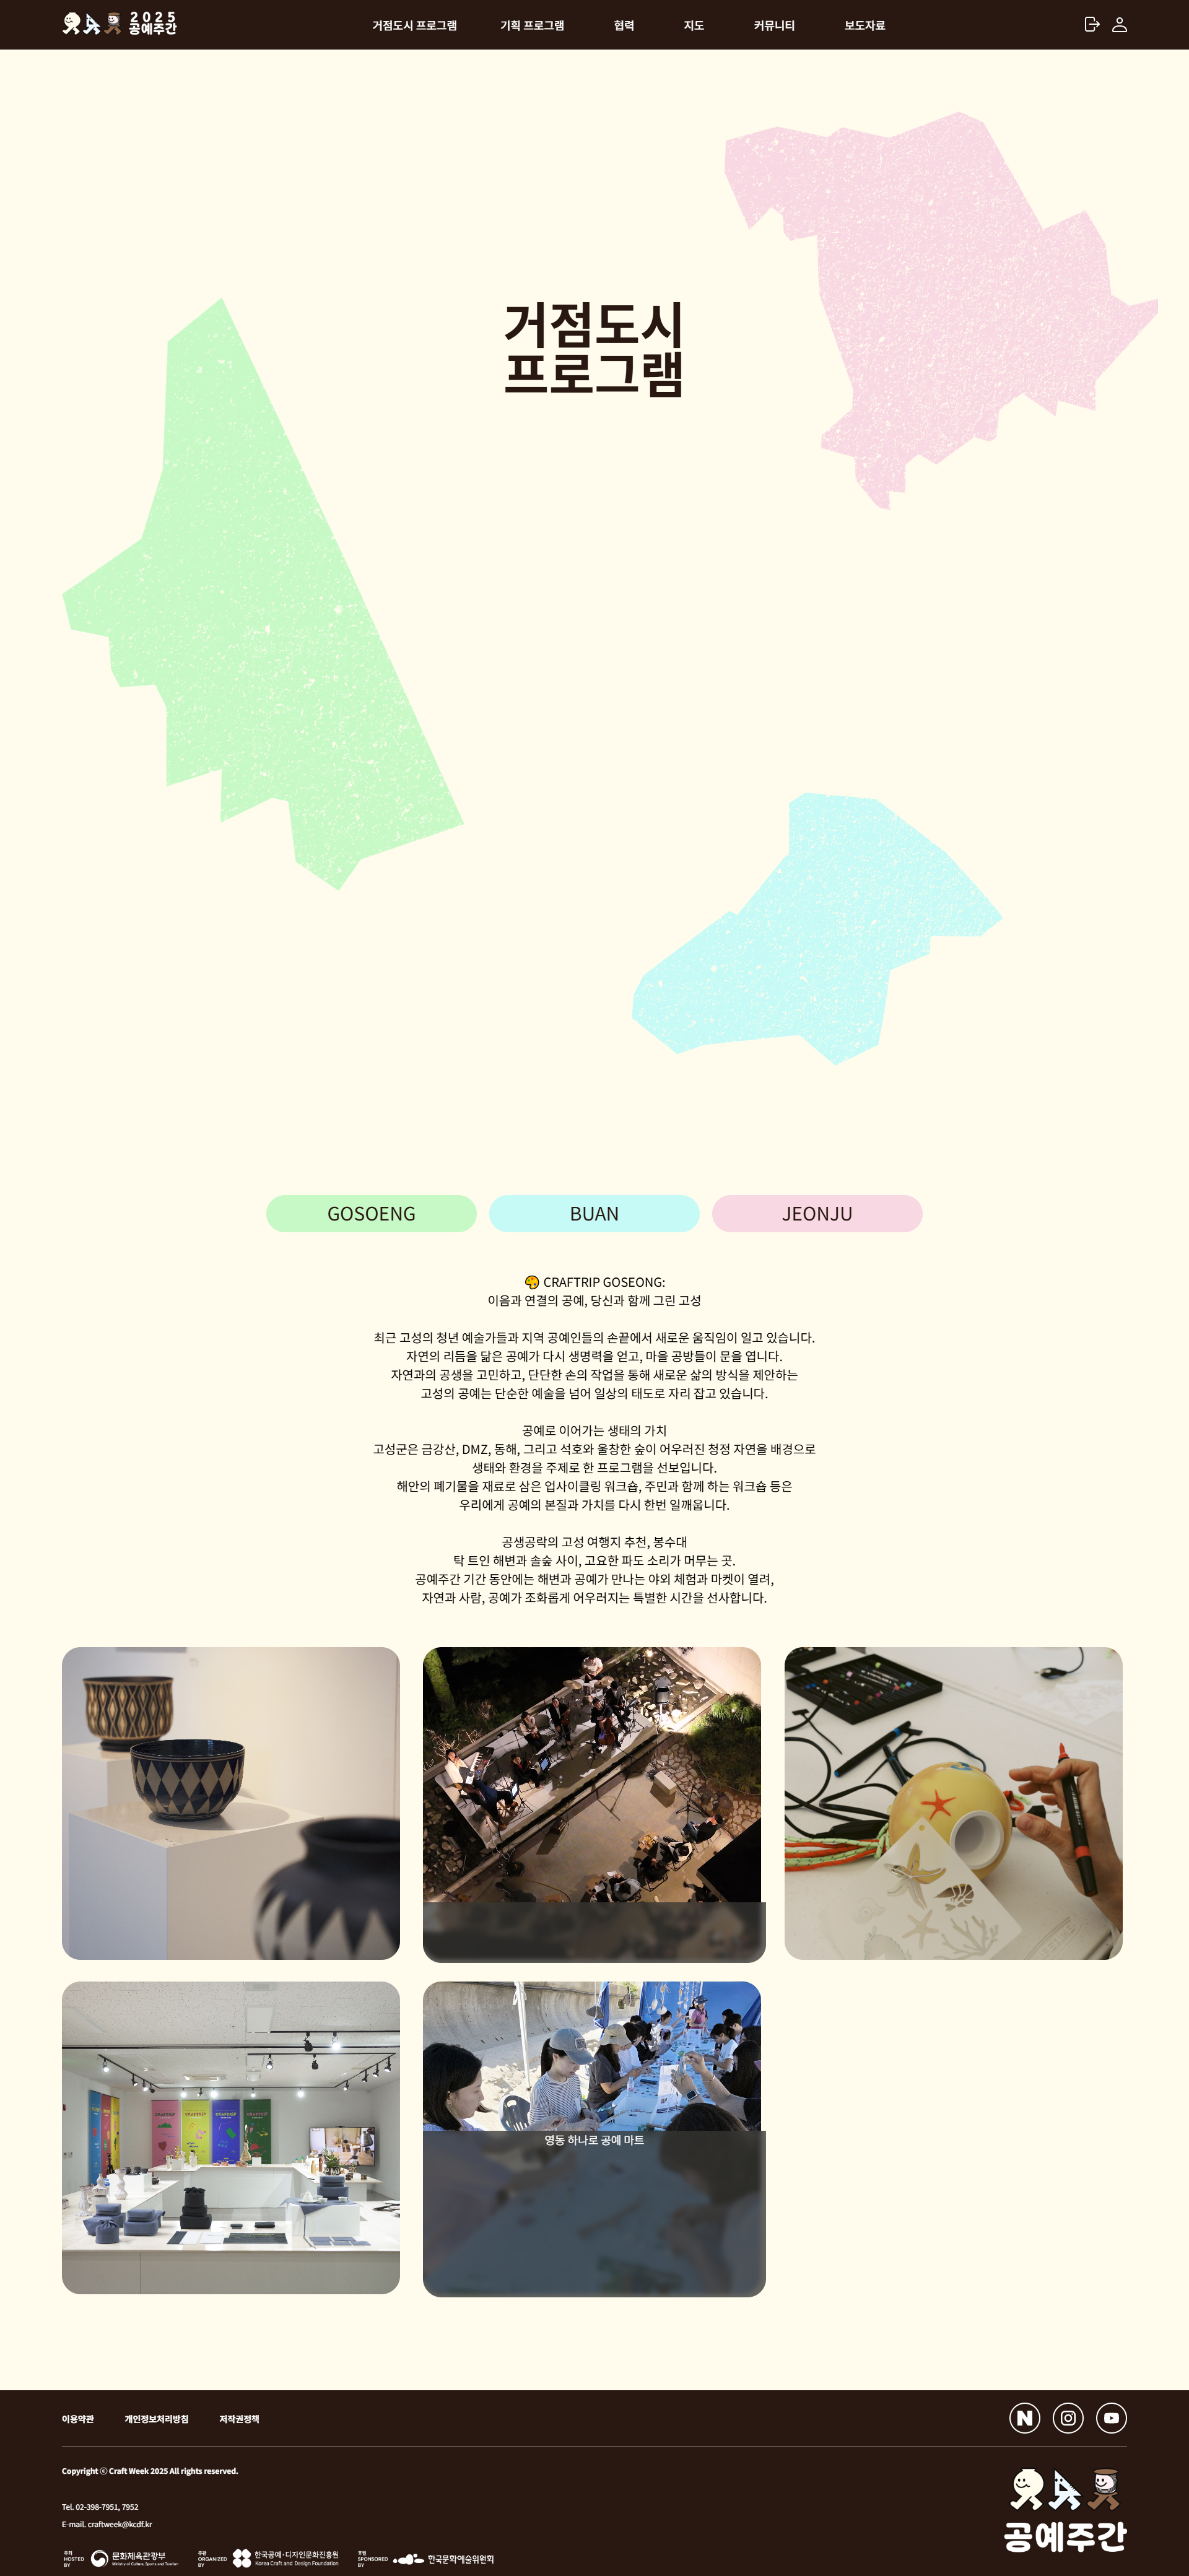 2025
공예주간
거점도시 프로그램
기획 프로그램
협력
지도
커뮤니티
보도자료
거점도시
프로그램
GOSOENG
BUAN
JEONJU
🎨 CRAFTRIP GOSEONG:
이음과 연결의 공예, 당신과 함께 그린 고성
최근 고성의 청년 예술가들과 지역 공예인들의 손끝에서 새로운 움직임이 일고 있습니다.
자연의 리듬을 닮은 공예가 다시 생명력을 얻고, 마을 공방들이 문을 엽니다.
자연과의 공생을 고민하고, 단단한 손의 작업을 통해 새로운 삶의 방식을 제안하는
고성의 공예는 단순한 예술을 넘어 일상의 태도로 자리 잡고 있습니다.
공예로 이어가는 생태의 가치
고성군은 금강산, DMZ, 동해, 그리고 석호와 울창한 숲이 어우러진 청정 자연을 배경으로
생태와 환경을 주제로 한 프로그램을 선보입니다.
해안의 폐기물을 재료로 삼은 업사이클링 워크숍, 주민과 함께 하는 워크숍 등은
우리에게 공예의 본질과 가치를 다시 한번 일깨웁니다.
공생공락의 고성 여행지 추천, 봉수대
탁 트인 해변과 솔숲 사이, 고요한 파도 소리가 머무는 곳.
공예주간 기간 동안에는 해변과 공예가 만나는 야외 체험과 마켓이 열려,
자연과 사람, 공예가 조화롭게 어우러지는 특별한 시간을 선사합니다.
CRAFTRIP
CRAFTRIP
CRAFTRIP
CRAFTRIP
영동 하나로 공예 마트
이용약관
개인정보처리방침
저작권정책
Copyright ⓒ Craft Week 2025 All rights reserved.
Tel. 02-398-7951, 7952
E-mail. craftweek@kcdf.kr
공예주간
주최
HOSTED
BY
문화체육관광부
Ministry of Culture, Sports and Tourism
주관
ORGANIZED
BY
한국공예·디자인문화진흥원
Korea Craft and Design Foundation
후원
SPONSORED
BY
한국문화예술위원회